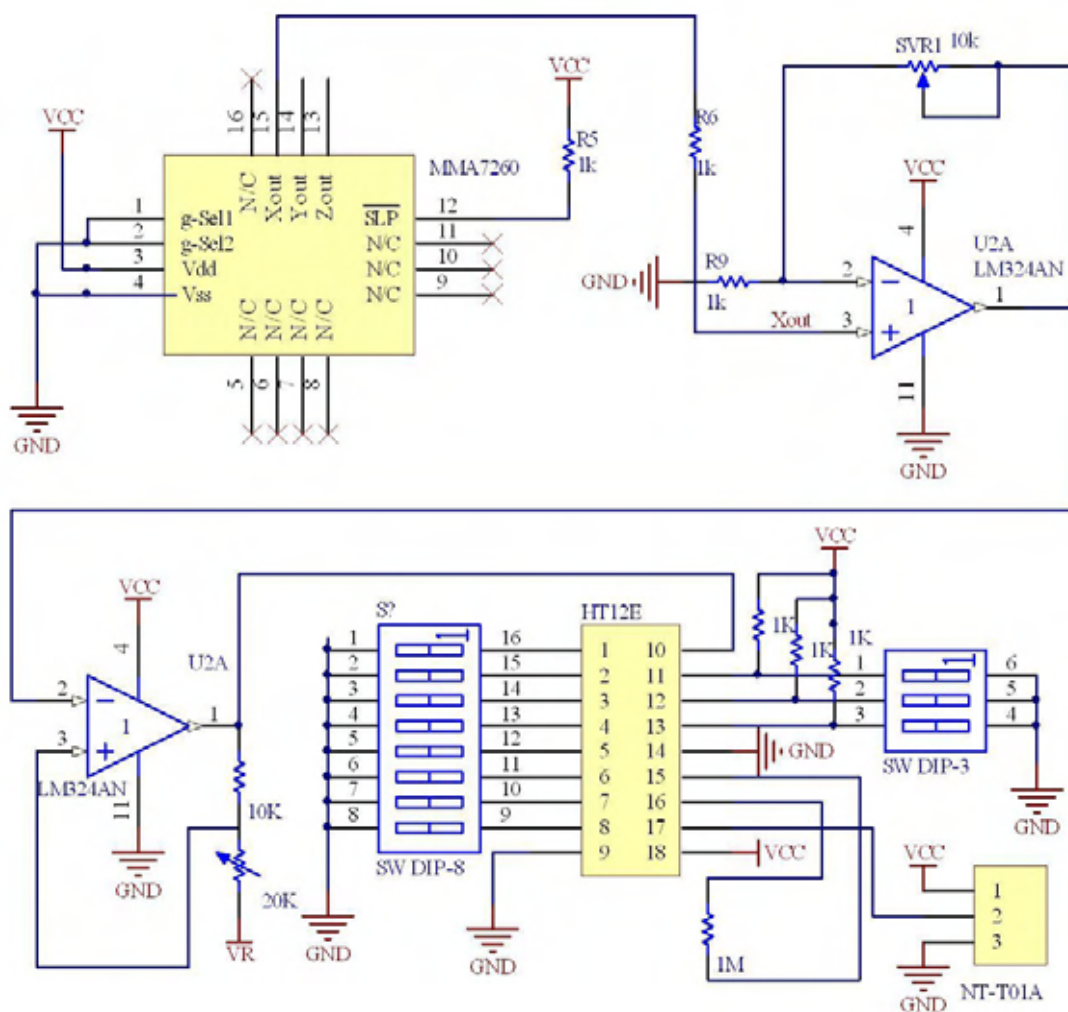 SVR1 10k
VCC
VCC
16 15 14 13
R6
1k
R5
1k
MMA7260
VCC
N/C Xout Yout Zout
1 g-Sel1 SLP 12
2 g-Sel2 N/C 11
3 Vdd N/C 10
4 Vss N/C 9
N/C N/C N/C N/C
5 6 7 8
GND
GND R9
1k
Xout
VCC
4
U2A
LM324AN
2 1 1
3
11
GND
VCC
VCC
4
U2A
2 1 1
3
LM324AN
11
GND
10K
20K
VR
S?
1
1 16
2 15
3 14
4 13
5 12
6 11
7 10
8 9
SW DIP-8
GND
HT12E
1 10
2 11
3 12
4 13
5 14
6 15
7 16
8 17
9 18
GND
1K
1K
1K
GND
VCC
1
1 6
2 5
3 4
SW DIP-3
GND
1M
VCC
1
2
3
GND
NT-T01A